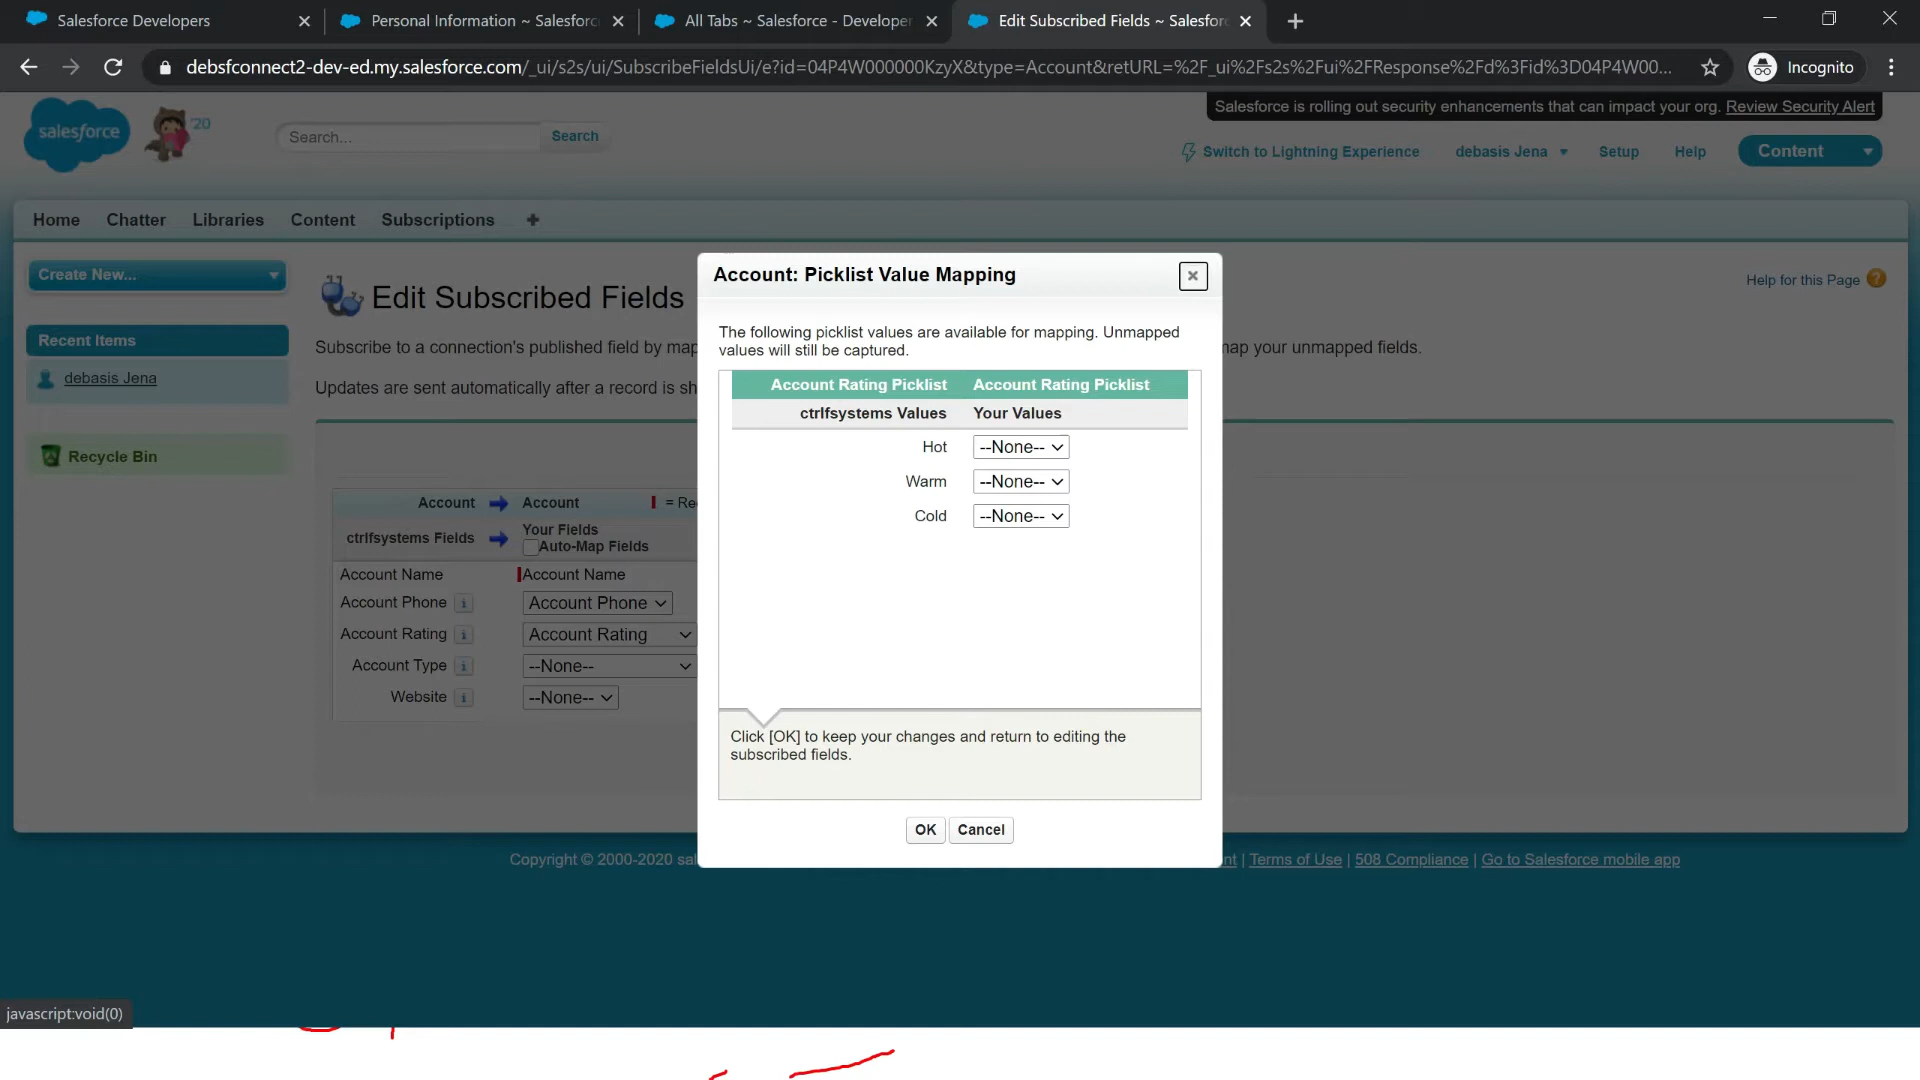 Salesforce Developers
Personal Information ~ Salesforc
All Tabs ~ Salesforce - Developer
Edit Subscribed Fields ~ Salesfor
debsfconnect2-dev-ed.my.salesforce.com/_ui/s2s/ui/SubscribeFieldsUi/e?id=04P4W000000KzyX&type=Account&retURL=%2F_ui%2Fs2s%2Fui%2FResponse%2Fd%3Fid%3D04P4W00...
Incognito
Salesforce is rolling out security enhancements that can impact your org. Review Security Alert
salesforce
'20
Search...
Search
Switch to Lightning Experience
debasis Jena
Setup
Help
Content
Home
Chatter
Libraries
Content
Subscriptions
Create New...
Recent Items
debasis Jena
Recycle Bin
Edit Subscribed Fields
Help for this Page
Subscribe to a connection's published field by map
map your unmapped fields.
Updates are sent automatically after a record is sh
Account
Account
= Re
ctrlfsystems Fields
Your Fields
Auto-Map Fields
Account Name
Account Name
Account Phone
Account Phone
Account Rating
Account Rating
Account Type
--None--
Website
--None--
Account: Picklist Value Mapping
The following picklist values are available for mapping. Unmapped
values will still be captured.
Account Rating Picklist
Account Rating Picklist
ctrlfsystems Values
Your Values
Hot
--None--
Warm
--None--
Cold
--None--
Click [OK] to keep your changes and return to editing the
subscribed fields.
OK
Cancel
Copyright © 2000-2020 sal
nt | Terms of Use | 508 Compliance | Go to Salesforce mobile app
javascript:void(0)